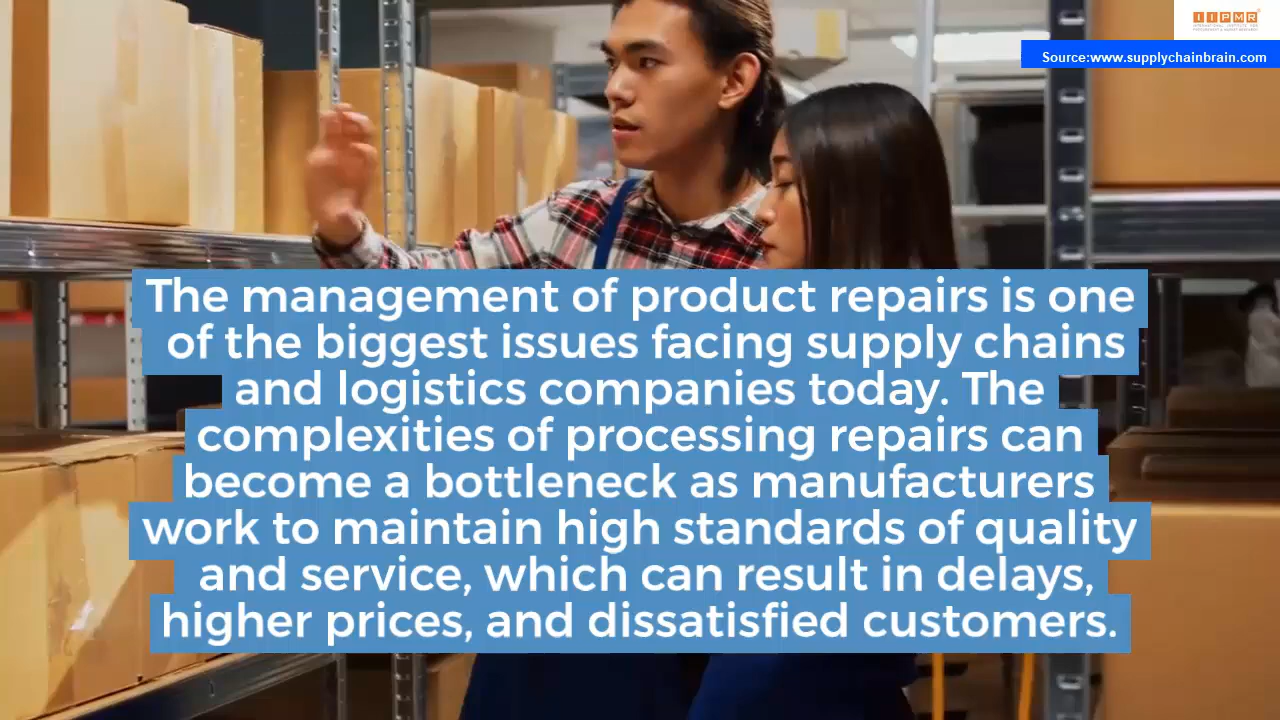 IIPMR
Source:www.supplychainbrain.com
The management of product repairs is one
of the biggest issues facing supply chains
and logistics companies today. The
complexities of processing repairs can
become a bottleneck as manufacturers
work to maintain high standards of quality
and service, which can result in delays,
higher prices, and dissatisfied customers.